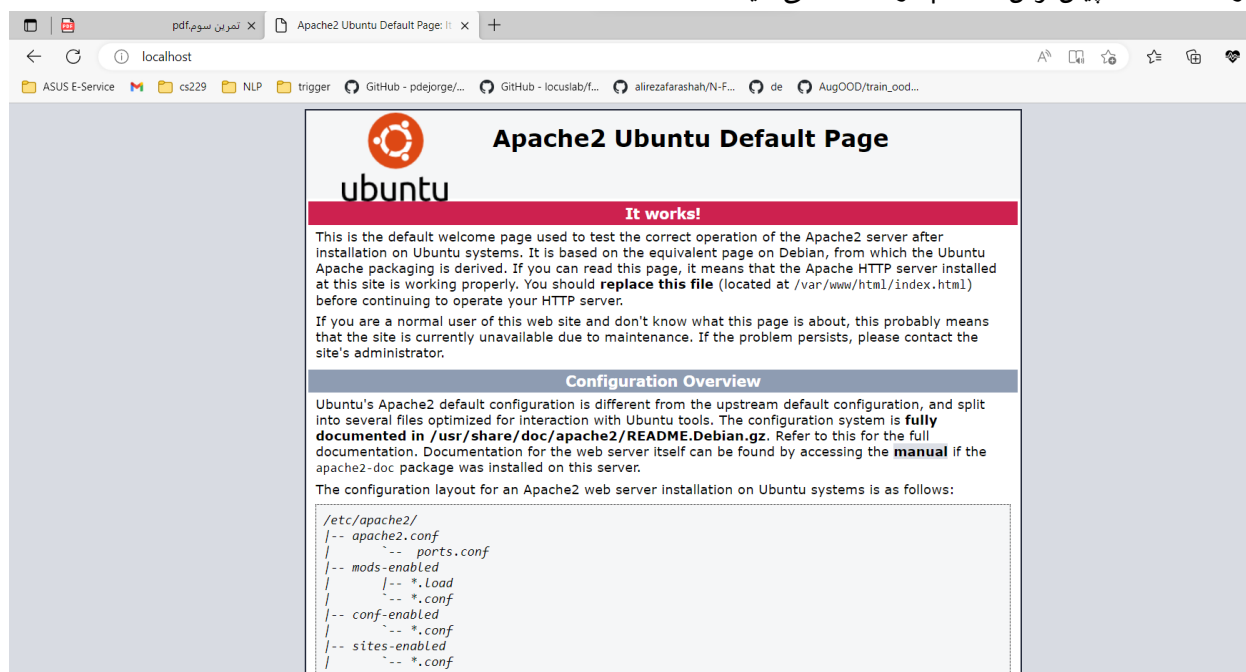 تمرین سوم.pdf
Apache2 Ubuntu Default Page: It
localhost
ASUS E-Service
cs229
NLP
trigger
GitHub - pdejorge/...
GitHub - locuslab/f...
alirezafarashah/N-F...
de
AugOOD/train_ood...
ubuntu
Apache2 Ubuntu Default Page
It works!
This is the default welcome page used to test the correct operation of the Apache2 server after
installation on Ubuntu systems. It is based on the equivalent page on Debian, from which the Ubuntu
Apache packaging is derived. If you can read this page, it means that the Apache HTTP server installed
at this site is working properly. You should replace this file (located at /var/www/html/index.html)
before continuing to operate your HTTP server.
If you are a normal user of this web site and don't know what this page is about, this probably means
that the site is currently unavailable due to maintenance. If the problem persists, please contact the
site's administrator.
Configuration Overview
Ubuntu's Apache2 default configuration is different from the upstream default configuration, and split
into several files optimized for interaction with Ubuntu tools. The configuration system is fully
documented in /usr/share/doc/apache2/README.Debian.gz. Refer to this for the full
documentation. Documentation for the web server itself can be found by accessing the manual if the
apache2-doc package was installed on this server.
The configuration layout for an Apache2 web server installation on Ubuntu systems is as follows:
/etc/apache2/
|-- apache2.conf
|       `--  ports.conf
|-- mods-enabled
|       |-- *.load
|       `-- *.conf
|-- conf-enabled
|       `-- *.conf
|-- sites-enabled
|       `-- *.conf